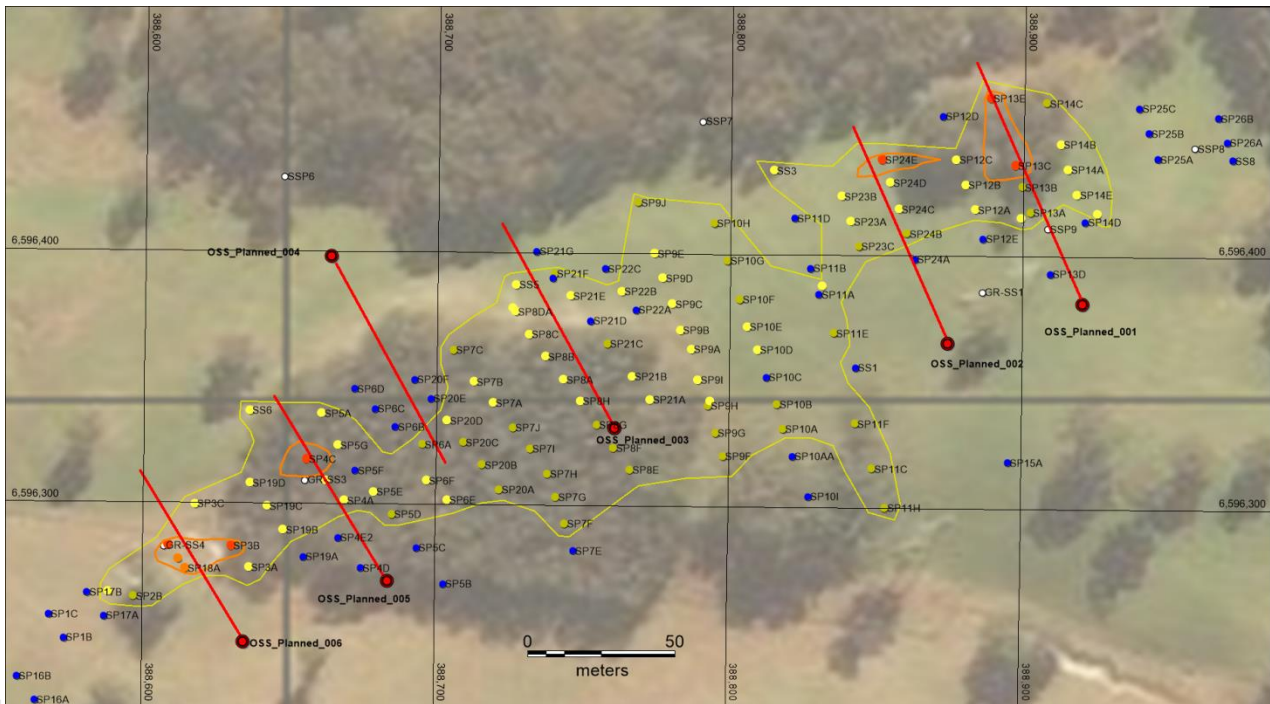 388,600
388,700
388,800
388,900
SP13E
SP14C
SP25C
SP12D
SP26B
SSP7
SP25B
SP14B
SP26A
SSP8
SP24E
SP12C
SP25A
SS8
SP13C
SS3
SP14A
SSP6
SP24D
SP12B
SP13B
SP23B
SP14E
SP9J
SP24C
SP12A
SP13A
SP11D
SP23A
SP10H
SP14D
SSP9
SP24B
SP12E
6,596,400
OSS_Planned_004
SP21G
SP9E
SP23C
6,596,400
SP10G
SP24A
SP22C
SP11B
SP13D
SP21F
SP9D
SS5
SP22B
SP11A
GR-SS1
SP21E
SP10F
SP9C
OSS_Planned_001
SP8DA
SP22A
SP21D
SP10E
SP9B
SP8C
SP11E
SP21C
OSS_Planned_002
SP7C
SP9A
SP10D
SP8B
SS1
SP20F
SP7B
SP8A
SP21B
SP9I
SP10C
SP6D
SP20E
SP7A
SP8H
SP21A
SP9H
SP10B
SS6
SP5A
SP6C
SP20D
SP6B
SP7J
SP11F
SP10A
OSS_Planned_003
SP9G
SP5G
SP6A
SP20C
SP7I
SP8F
SP4C
SP9F
SP10AA
SP15A
SP20B
SP5F
SP8E
SP11C
SP7H
GR-SS3
SP6F
SP19D
SP20A
SP5E
SP7G
SP10I
6,596,300
SP3C
SP19C
SP4A
SP6E
SP11H
6,596,300
SP5D
SP7F
SP19B
SP4E2
GR-SS4
SP3B
SP5C
SP7E
SP19A
SP18A
SP3A
SP4D
SP5B
SP17B
SP2B
OSS_Planned_005
SP1C
SP17A
SP1B
OSS_Planned_006
0
50
meters
SP16B
SP16A
388,600
388,700
388,800
388,900